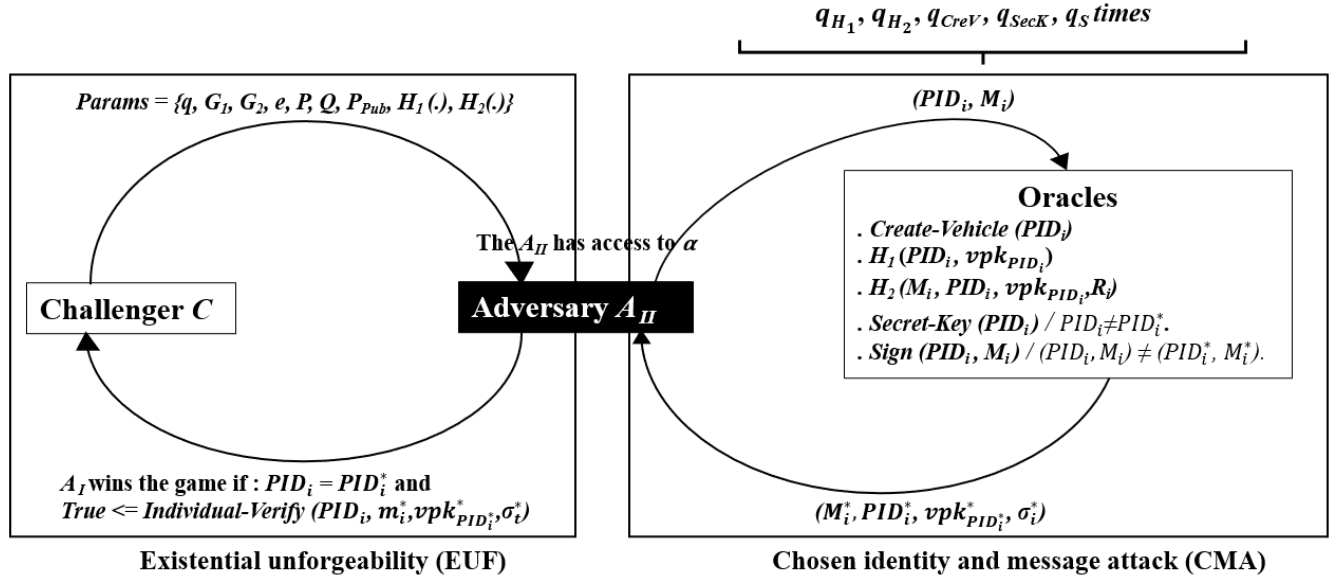 q_{H_1}, q_{H_2}, q_{CreV}, q_{SecK}, q_S times
Params = {q, G_1, G_2, e, P, Q, P_{Pub}, H_1(.), H_2(.)}
(PID_i, M_i)
Oracles
. Create-Vehicle (PID_i)
. H_1(PID_i, vpk_{PID_i})
. H_2(M_i, PID_i, vpk_{PID_i},R_i)
. Secret-Key (PID_i) / PID_i≠PID_i^*.
. Sign (PID_i, M_i) / (PID_i, M_i) ≠ (PID_i^*, M_i^*).
The A_{II} has access to α
Challenger C
Adversary A_{II}
A_I wins the game if : PID_i = PID_i^* and
True <= Individual-Verify (PID_i, m_i^*,vpk_{PID_i^*}^*,σ_t^*)
(M_i^*, PID_i^*, vpk_{PID_i^*}^*, σ_i^*)
Existential unforgeability (EUF)
Chosen identity and message attack (CMA)